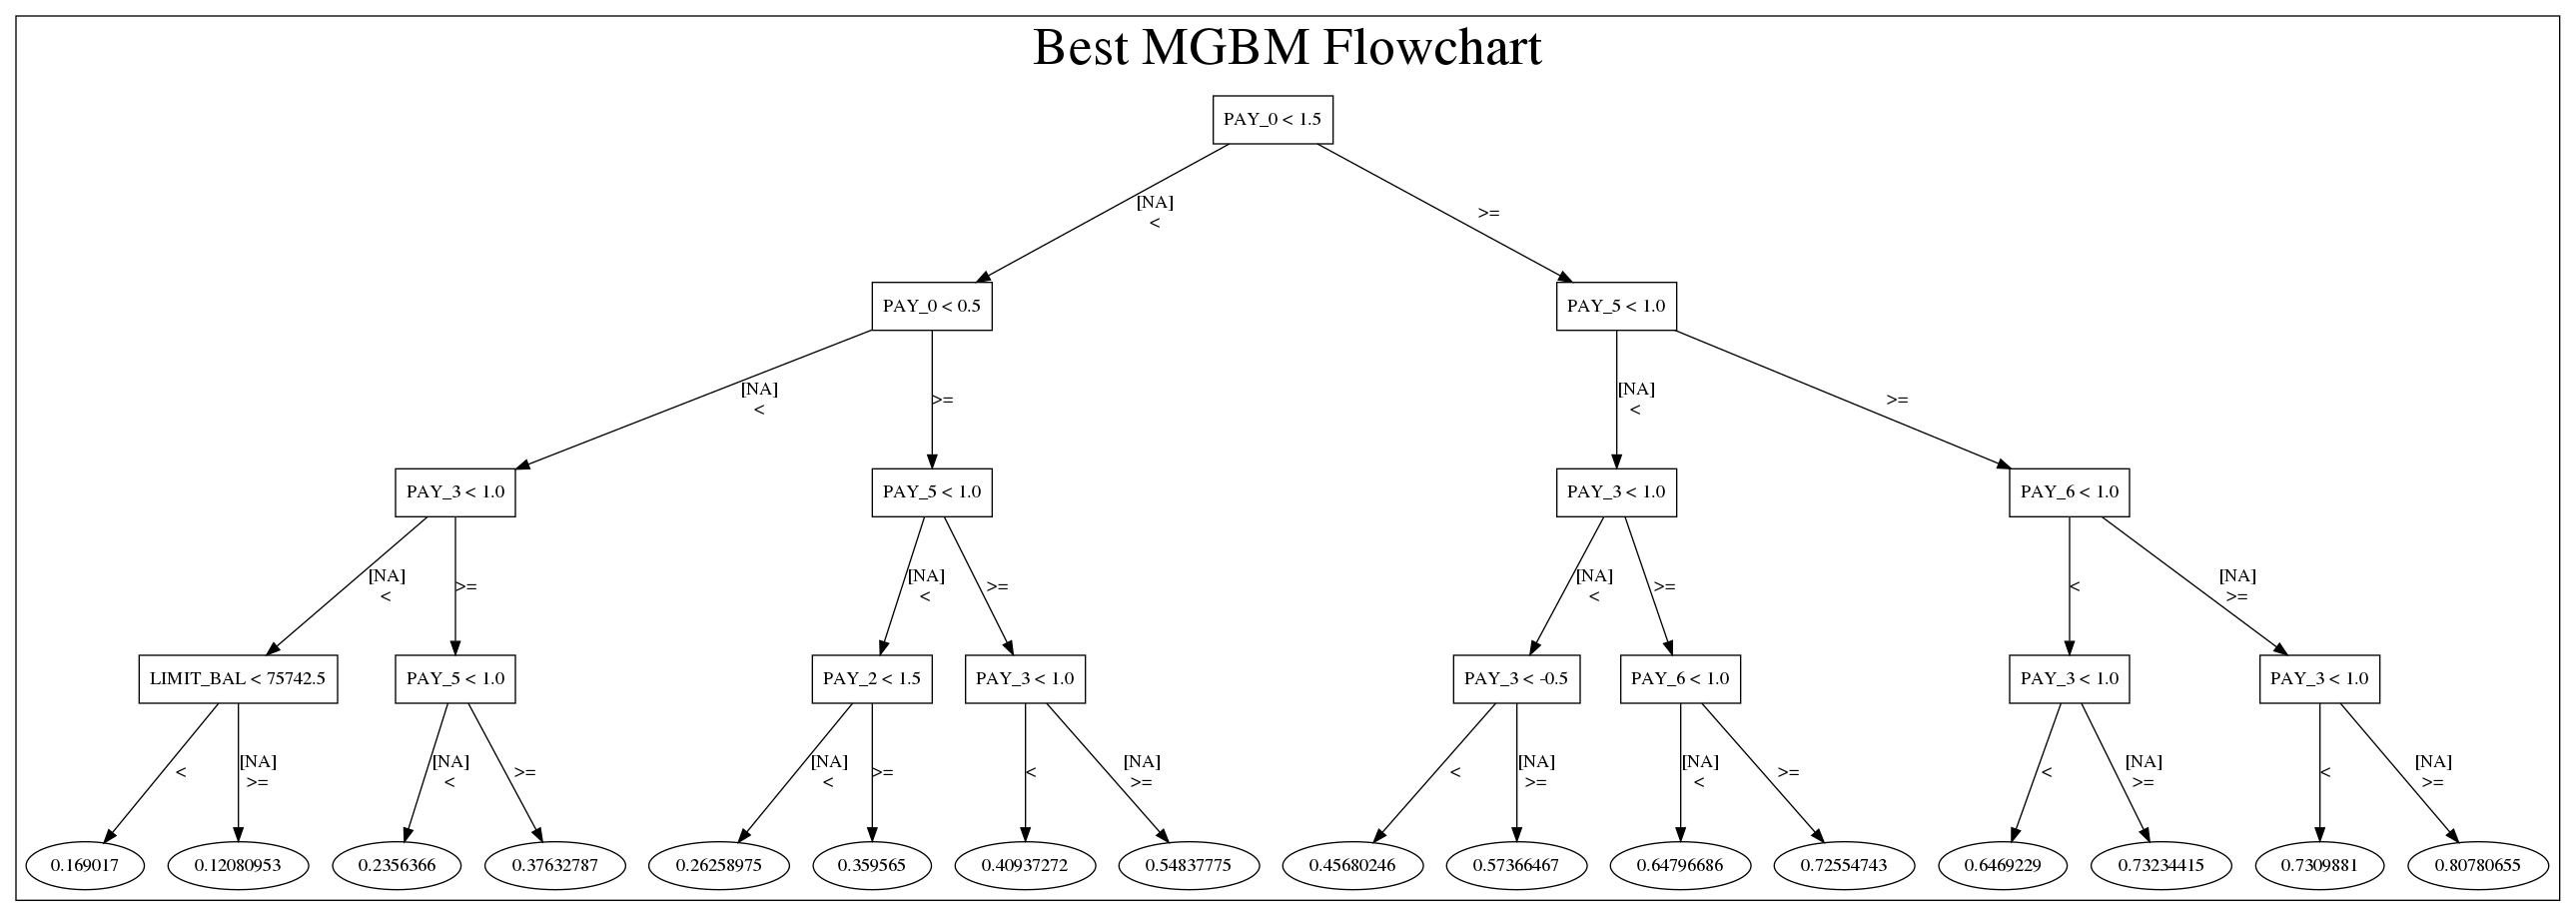 Best MGBM Flowchart
PAY_0 < 1.5
[NA]
<
>=
PAY_0 < 0.5
PAY_5 < 1.0
[NA]
<
>=
[NA]
<
>=
PAY_3 < 1.0
PAY_5 < 1.0
PAY_3 < 1.0
PAY_6 < 1.0
[NA]
<
>=
[NA]
<
>=
[NA]
<
>=
<
[NA]
>=
LIMIT_BAL < 75742.5
PAY_5 < 1.0
PAY_2 < 1.5
PAY_3 < 1.0
PAY_3 < -0.5
PAY_6 < 1.0
PAY_3 < 1.0
PAY_3 < 1.0
<
[NA]
>=
[NA]
<
>=
[NA]
<
>=
<
[NA]
>=
<
[NA]
>=
[NA]
<
>=
<
[NA]
>=
<
[NA]
>=
0.169017
0.12080953
0.2356366
0.37632787
0.26258975
0.359565
0.40937272
0.54837775
0.45680246
0.57366467
0.64796686
0.72554743
0.6469229
0.73234415
0.7309881
0.80780655